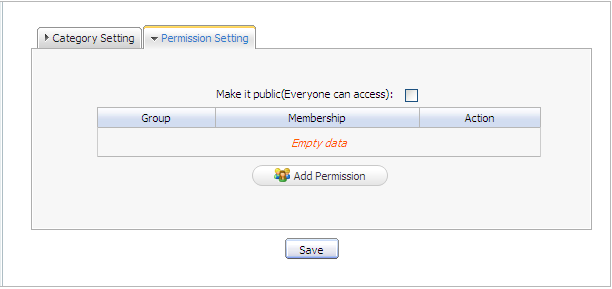 Category Setting Permission Setting
Make it public(Everyone can access):
Group Membership Action
Empty data
Add Permission
Save